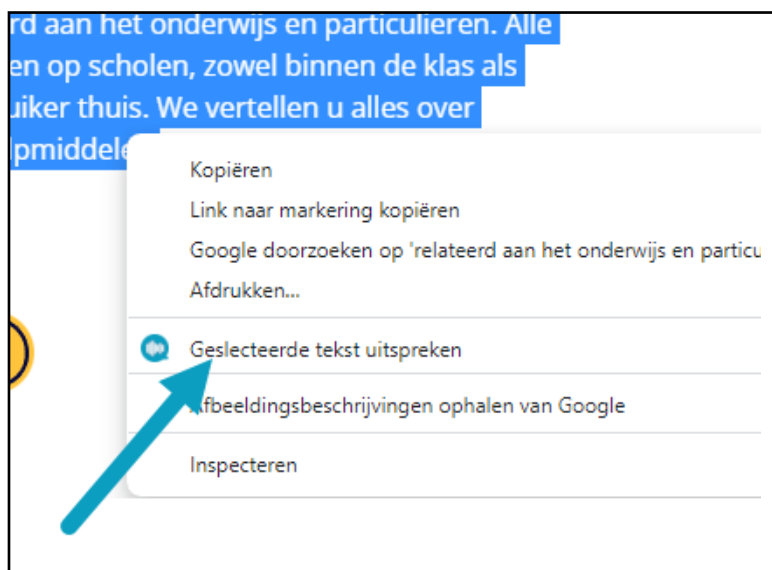 rd aan het onderwijs en particulieren. Alle
en op scholen, zowel binnen de klas als
uiker thuis. We vertellen u alles over
lpmiddele
Kopiëren
Link naar markering kopiëren
Google doorzoeken op 'relateerd aan het onderwijs en particu
Afdrukken...
Geslecteerde tekst uitspreken
Afbeeldingsbeschrijvingen ophalen van Google
Inspecteren